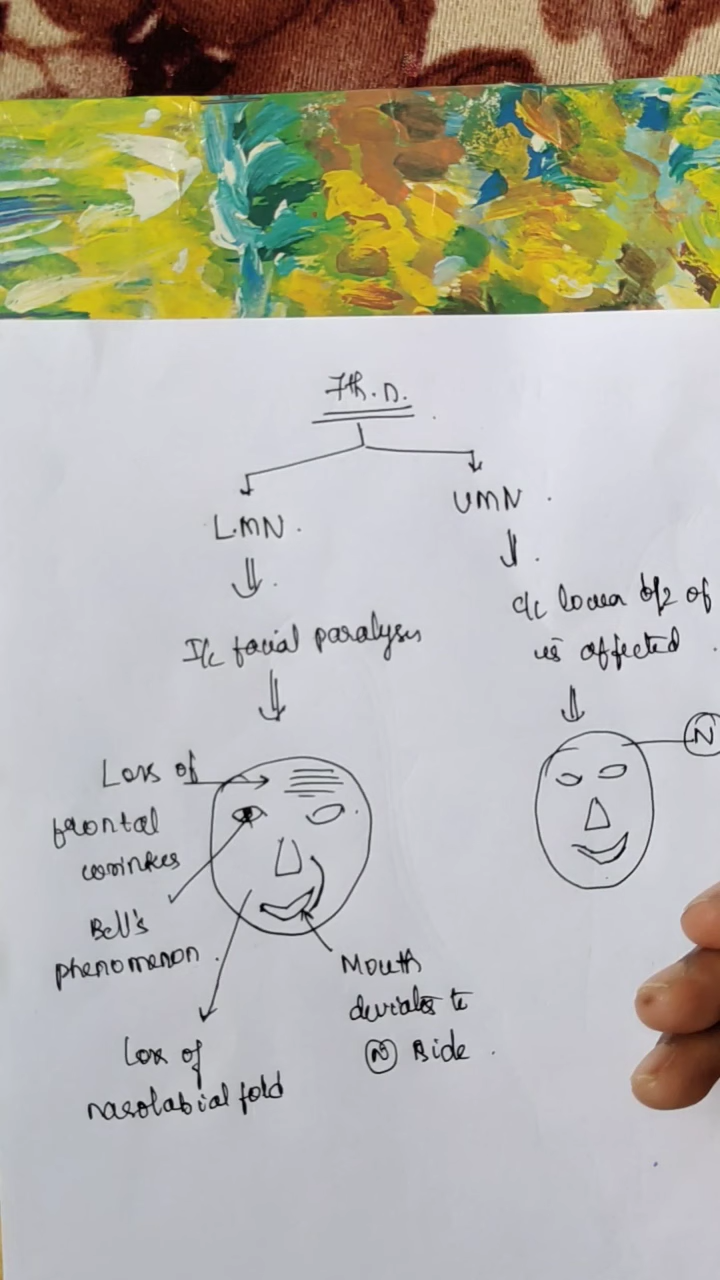 7th.n.
LMN.
UMN.
I/L facial paralysis
C/L lower 1/2 of
is affected.
Loss of
frontal
wrinkles
Bell's
phenomenon.
Loss of
nasolabial fold
Mouth
deviates to
N side.
N